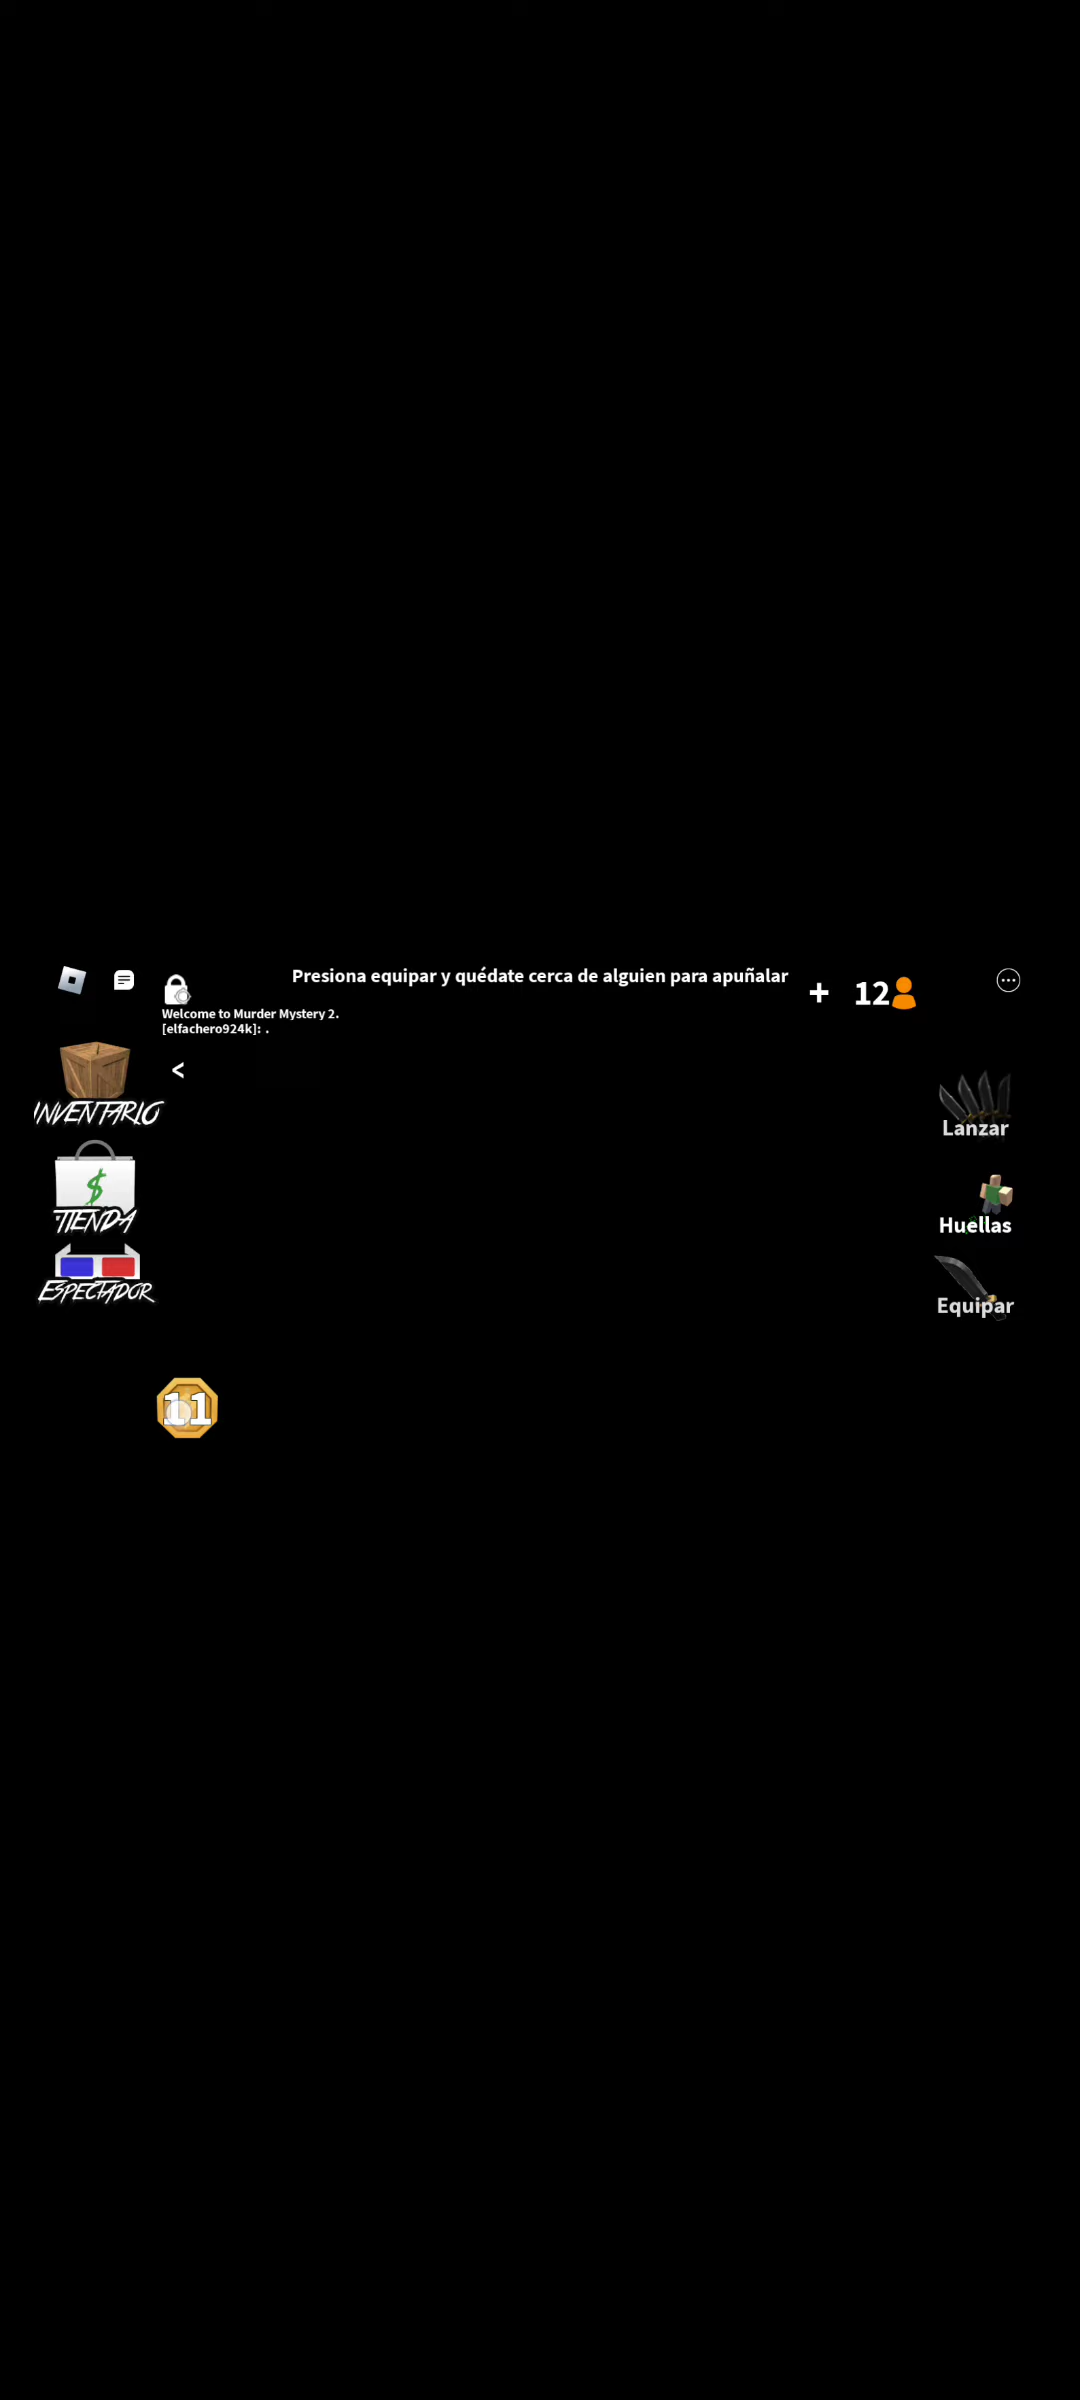 Presiona equipar y quédate cerca de alguien para apuñalar
+ 12
Welcome to Murder Mystery 2.
[elfachero924k]: .
<
INVENTARIO
$
TIENDA
ESPECTADOR
Lanzar
Huellas
Equipar
11